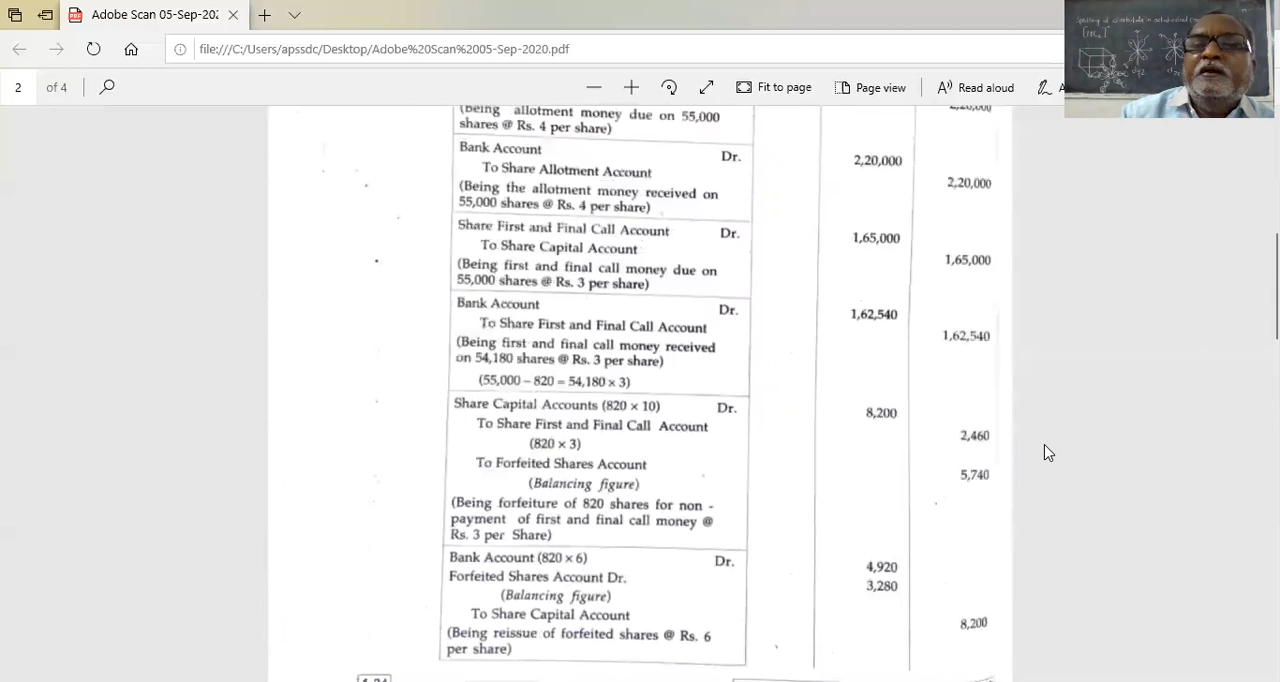 Adobe Scan 05-Sep-202
file:///C:/Users/apssdc/Desktop/Adobe%20Scan%2005-Sep-2020.pdf
2 of 4
Fit to page
Page view
Read aloud
(Being allotment money due on 55,000
shares @ Rs. 4 per share)
2,20,000
Bank Account Dr. 2,20,000
To Share Allotment Account 2,20,000
(Being the allotment money received on
55,000 shares @ Rs. 4 per share)
Share First and Final Call Account Dr. 1,65,000
To Share Capital Account 1,65,000
(Being first and final call money due on
55,000 shares @ Rs. 3 per share)
Bank Account Dr. 1,62,540
To Share First and Final Call Account 1,62,540
(Being first and final call money received
on 54,180 shares @ Rs. 3 per share)
(55,000 – 820 = 54,180 × 3)
Share Capital Accounts (820 × 10) Dr. 8,200
To Share First and Final Call Account 2,460
(820 × 3)
To Forfeited Shares Account 5,740
(Balancing figure)
(Being forfeiture of 820 shares for non -
payment of first and final call money @
Rs. 3 per Share)
Bank Account (820 × 6) Dr. 4,920
Forfeited Shares Account Dr. 3,280
(Balancing figure)
To Share Capital Account 8,200
(Being reissue of forfeited shares @ Rs. 6
per share)